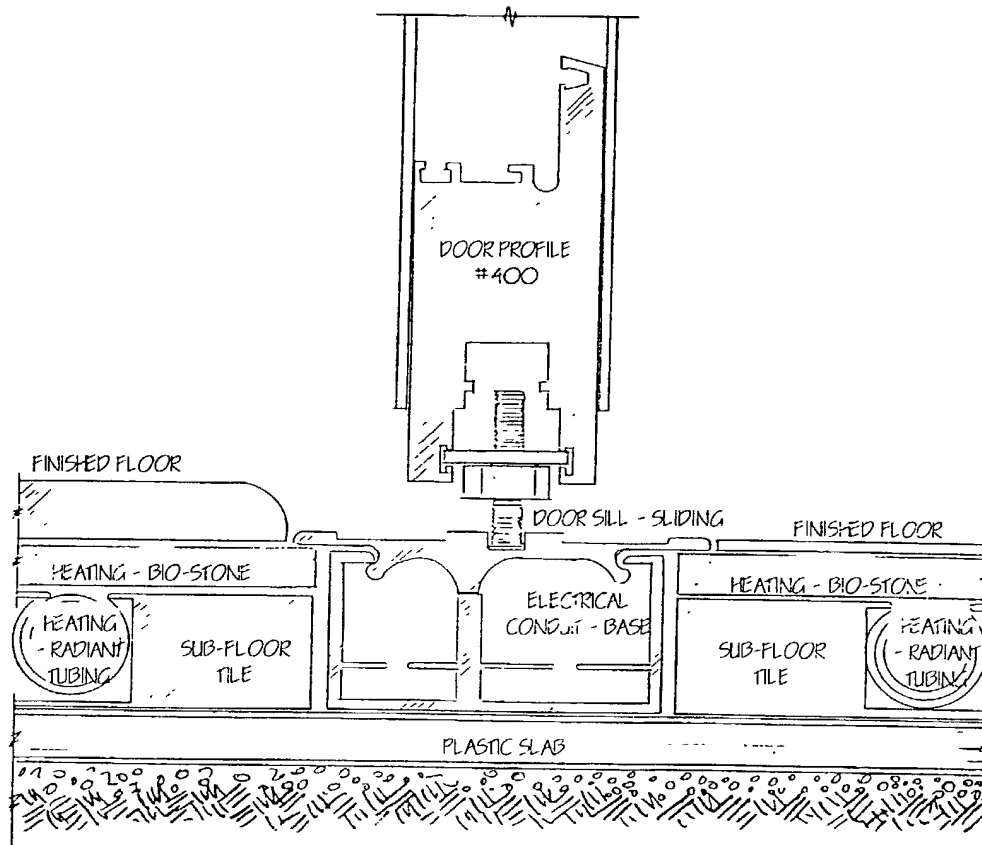 DOOR PROFILE
#400
FINISHED FLOOR
DOOR SILL - SLIDING
FINISHED FLOOR
HEATING - BIO-STONE
HEATING - BIO-STONE
ELECTRICAL
CONDUIT - BASE
HEATING
- RADIANT
TUBING
SUB-FLOOR
TILE
SUB-FLOOR
TILE
HEATING
- RADIANT
TUBING
PLASTIC SLAB